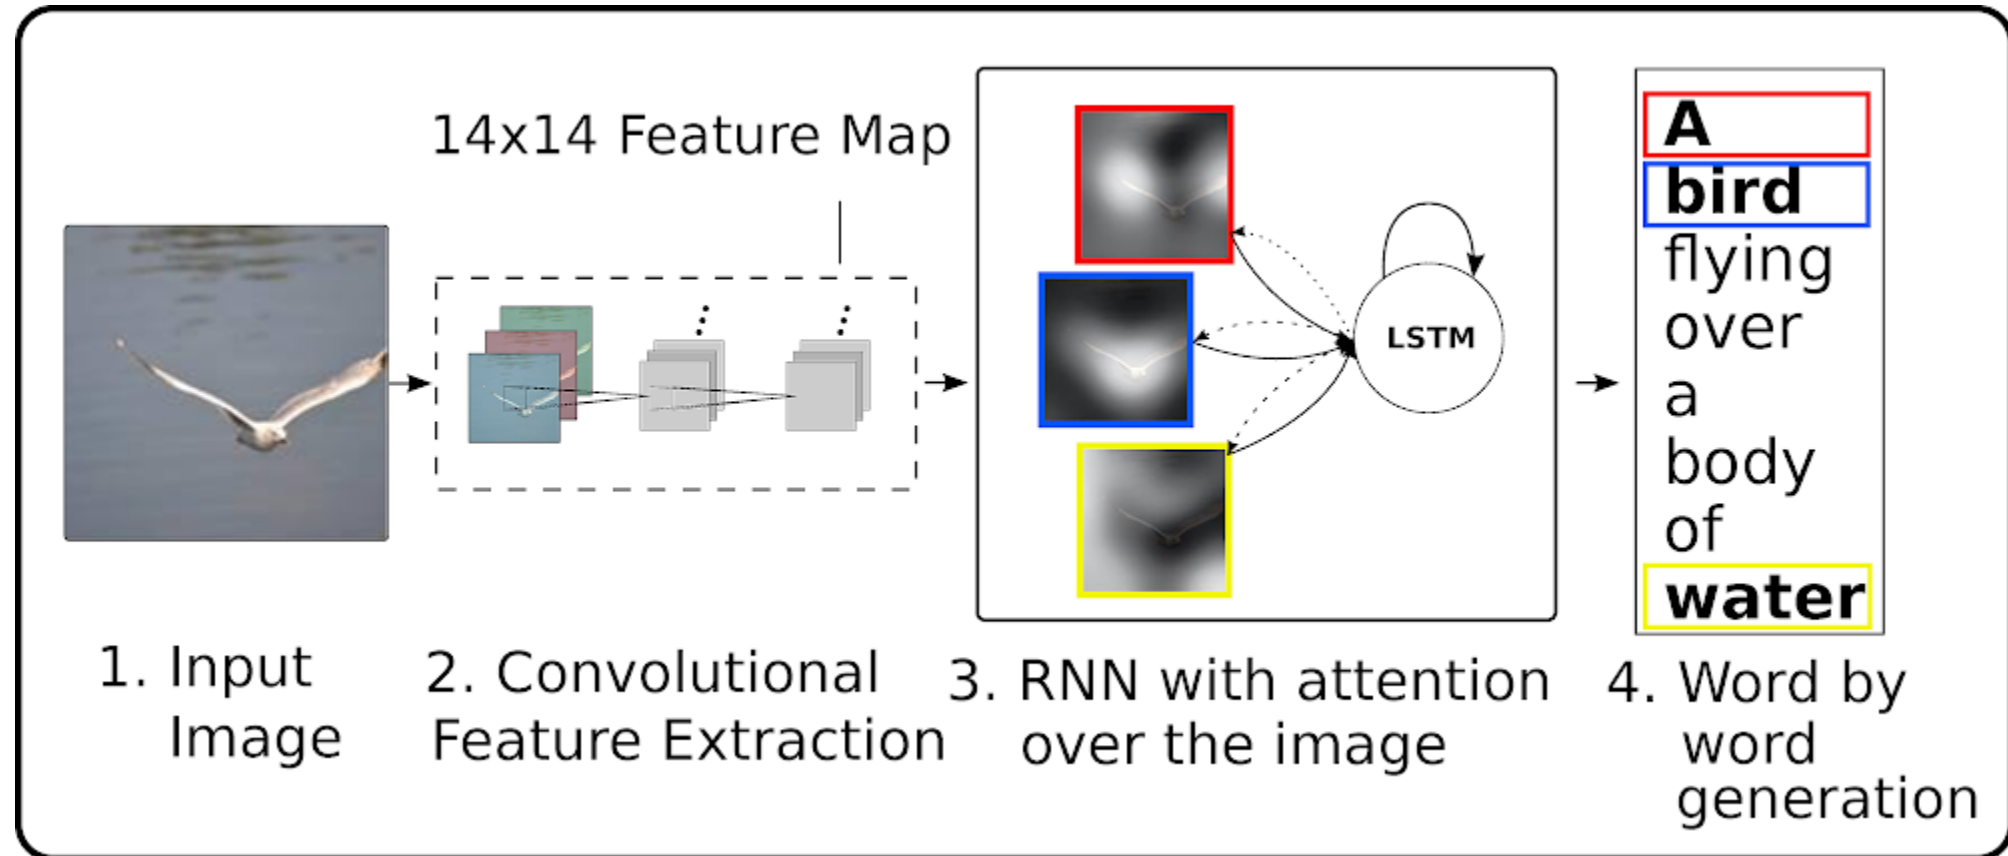 14x14 Feature Map
LSTM
A
bird
flying
over
a
body
of
water
1. Input
Image
2. Convolutional
Feature Extraction
3. RNN with attention
over the image
4. Word by
word
generation